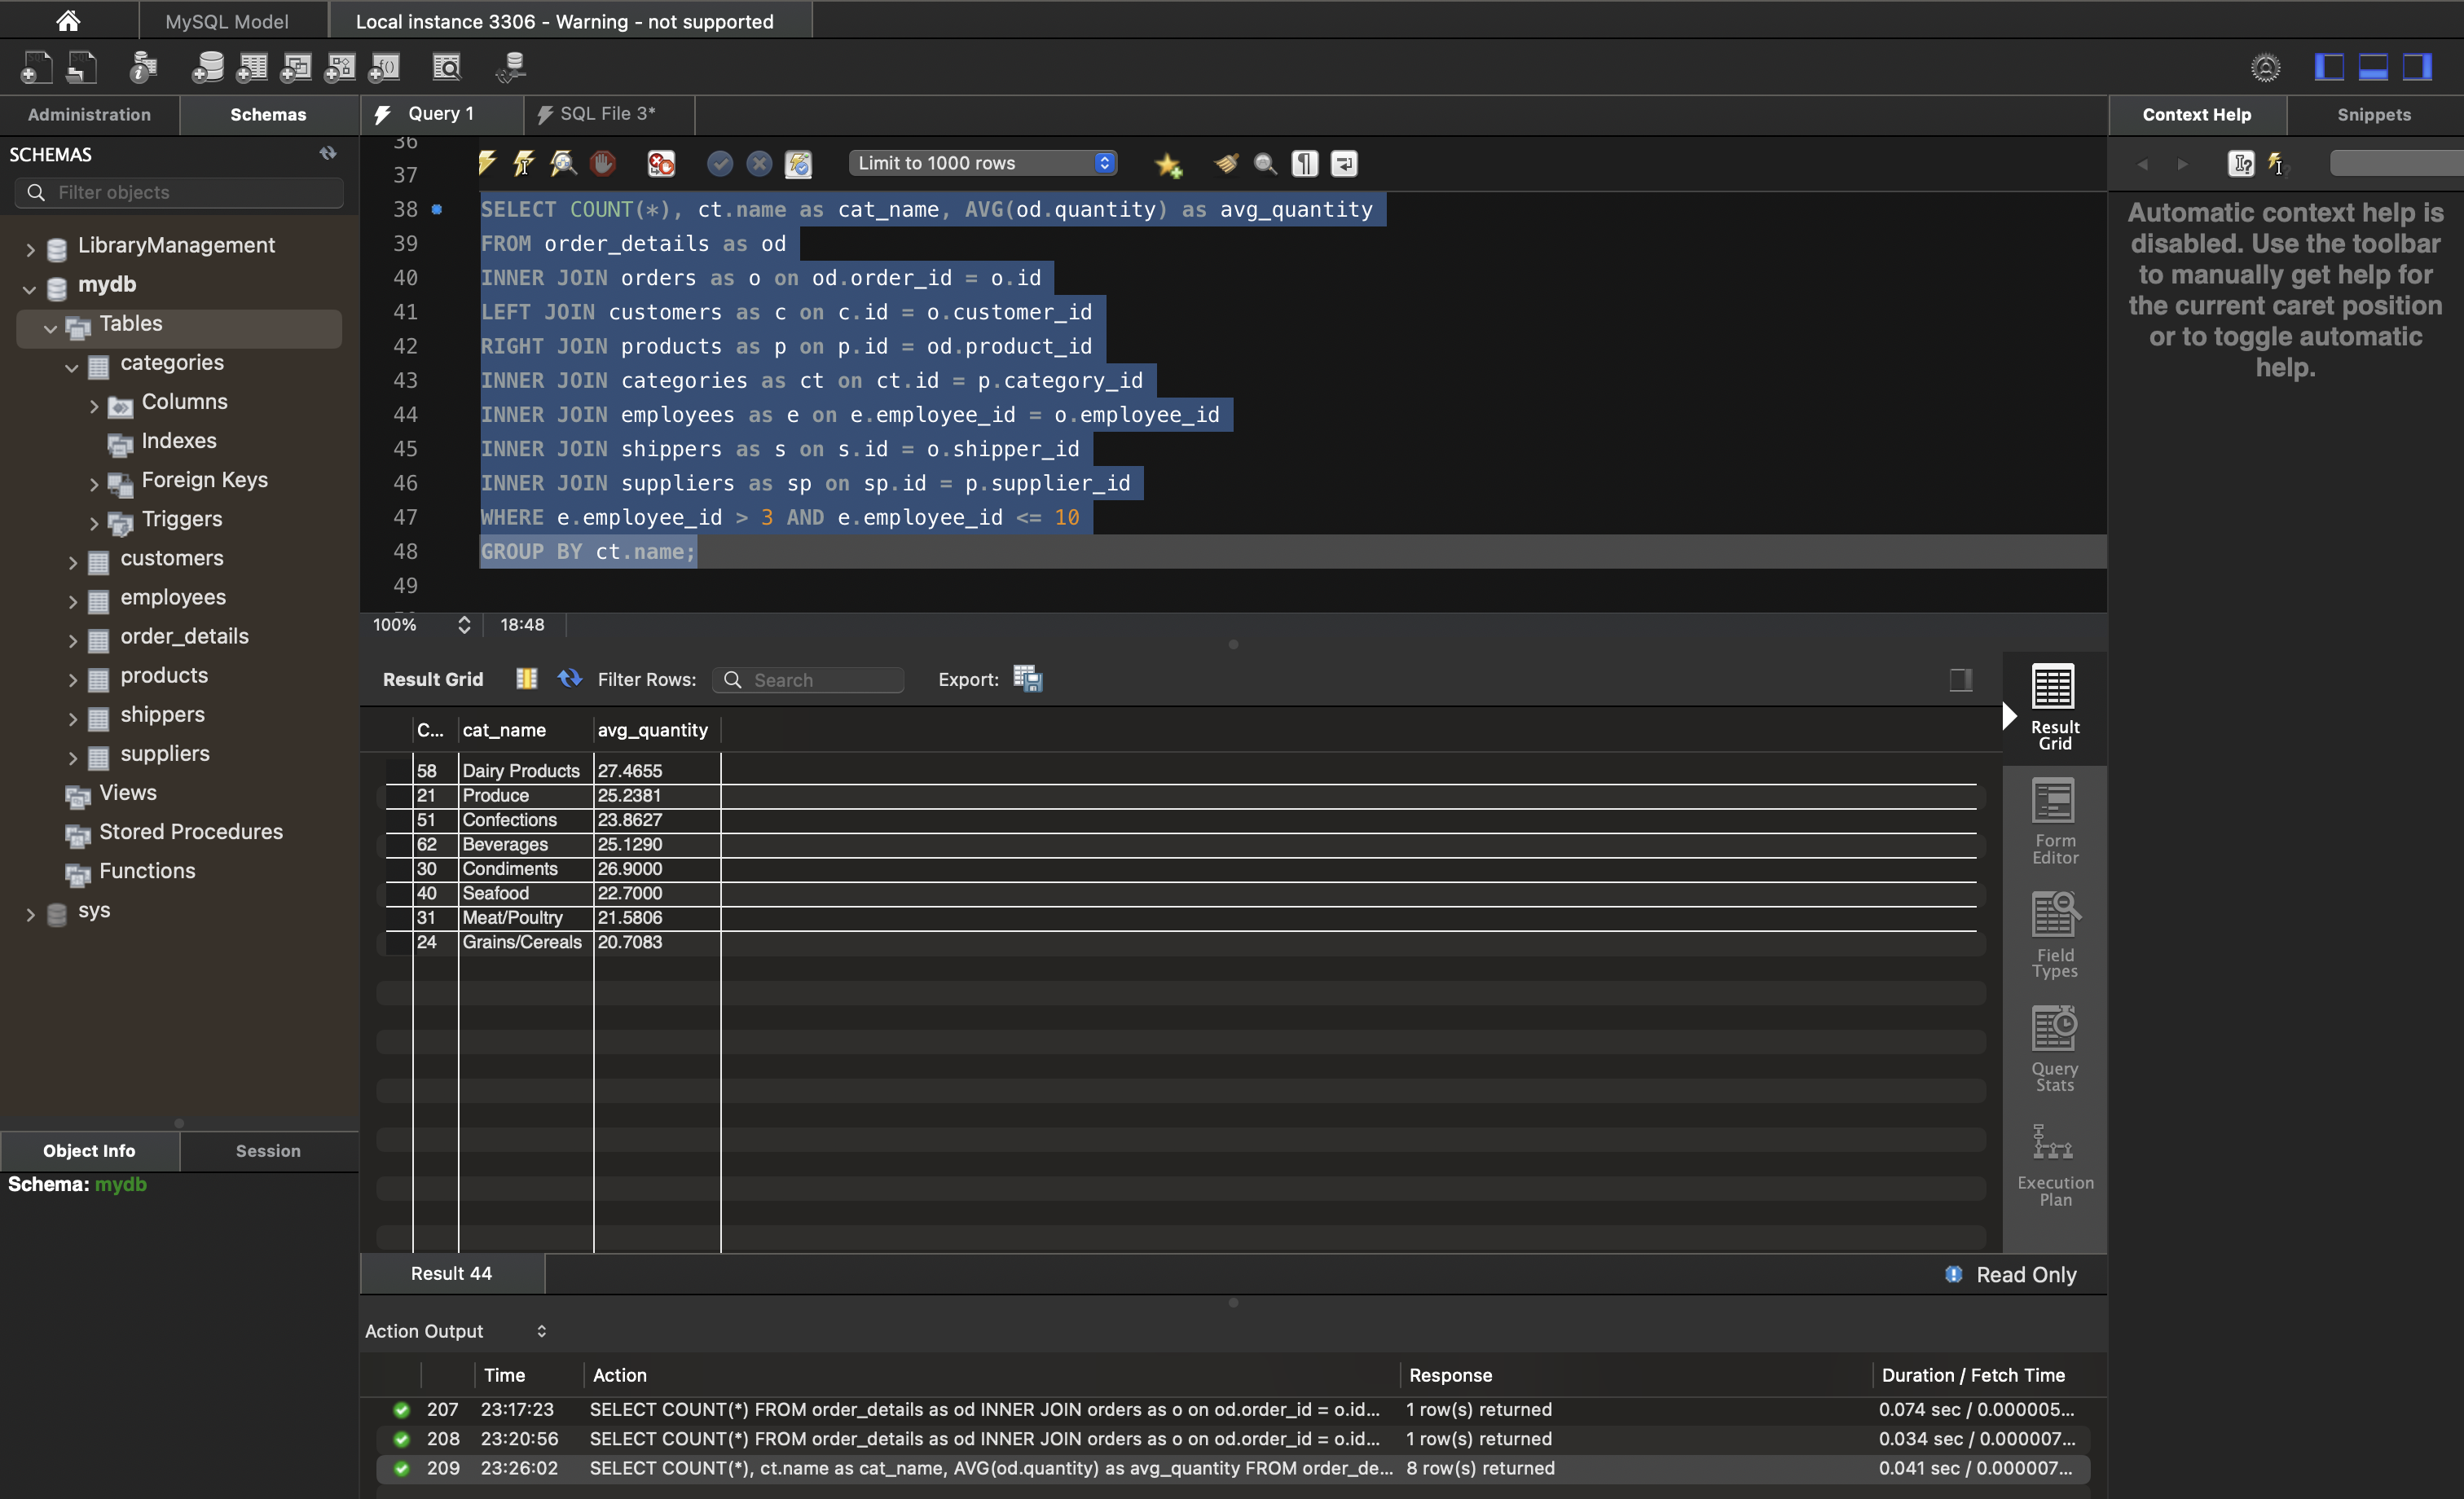 MySQL Model
Local instance 3306 - Warning - not supported
Administration
Schemas
Query 1
SQL File 3*
Context Help
Snippets
SCHEMAS
Filter objects
LibraryManagement
mydb
Tables
categories
Columns
Indexes
Foreign Keys
Triggers
customers
employees
order_details
products
shippers
suppliers
Views
Stored Procedures
Functions
sys
Object Info
Session
Schema: mydb
Limit to 1000 rows
36
37
38 SELECT COUNT(*), ct.name as cat_name, AVG(od.quantity) as avg_quantity
39 FROM order_details as od
40 INNER JOIN orders as o on od.order_id = o.id
41 LEFT JOIN customers as c on c.id = o.customer_id
42 RIGHT JOIN products as p on p.id = od.product_id
43 INNER JOIN categories as ct on ct.id = p.category_id
44 INNER JOIN employees as e on e.employee_id = o.employee_id
45 INNER JOIN shippers as s on s.id = o.shipper_id
46 INNER JOIN suppliers as sp on sp.id = p.supplier_id
47 WHERE e.employee_id > 3 AND e.employee_id <= 10
48 GROUP BY ct.name;
49
100%
18:48
Automatic context help is
disabled. Use the toolbar
to manually get help for
the current caret position
or to toggle automatic
help.
Result Grid
Filter Rows:
Search
Export:
C... cat_name avg_quantity
58 Dairy Products 27.4655
21 Produce 25.2381
51 Confections 23.8627
62 Beverages 25.1290
30 Condiments 26.9000
40 Seafood 22.7000
31 Meat/Poultry 21.5806
24 Grains/Cereals 20.7083
Result
Grid
Form
Editor
Field
Types
Query
Stats
Execution
Plan
Result 44
Read Only
Action Output
Time Action Response Duration / Fetch Time
207 23:17:23 SELECT COUNT(*) FROM order_details as od INNER JOIN orders as o on od.order_id = o.id... 1 row(s) returned 0.074 sec / 0.000005...
208 23:20:56 SELECT COUNT(*) FROM order_details as od INNER JOIN orders as o on od.order_id = o.id... 1 row(s) returned 0.034 sec / 0.000007...
209 23:26:02 SELECT COUNT(*), ct.name as cat_name, AVG(od.quantity) as avg_quantity FROM order_de... 8 row(s) returned 0.041 sec / 0.000007...